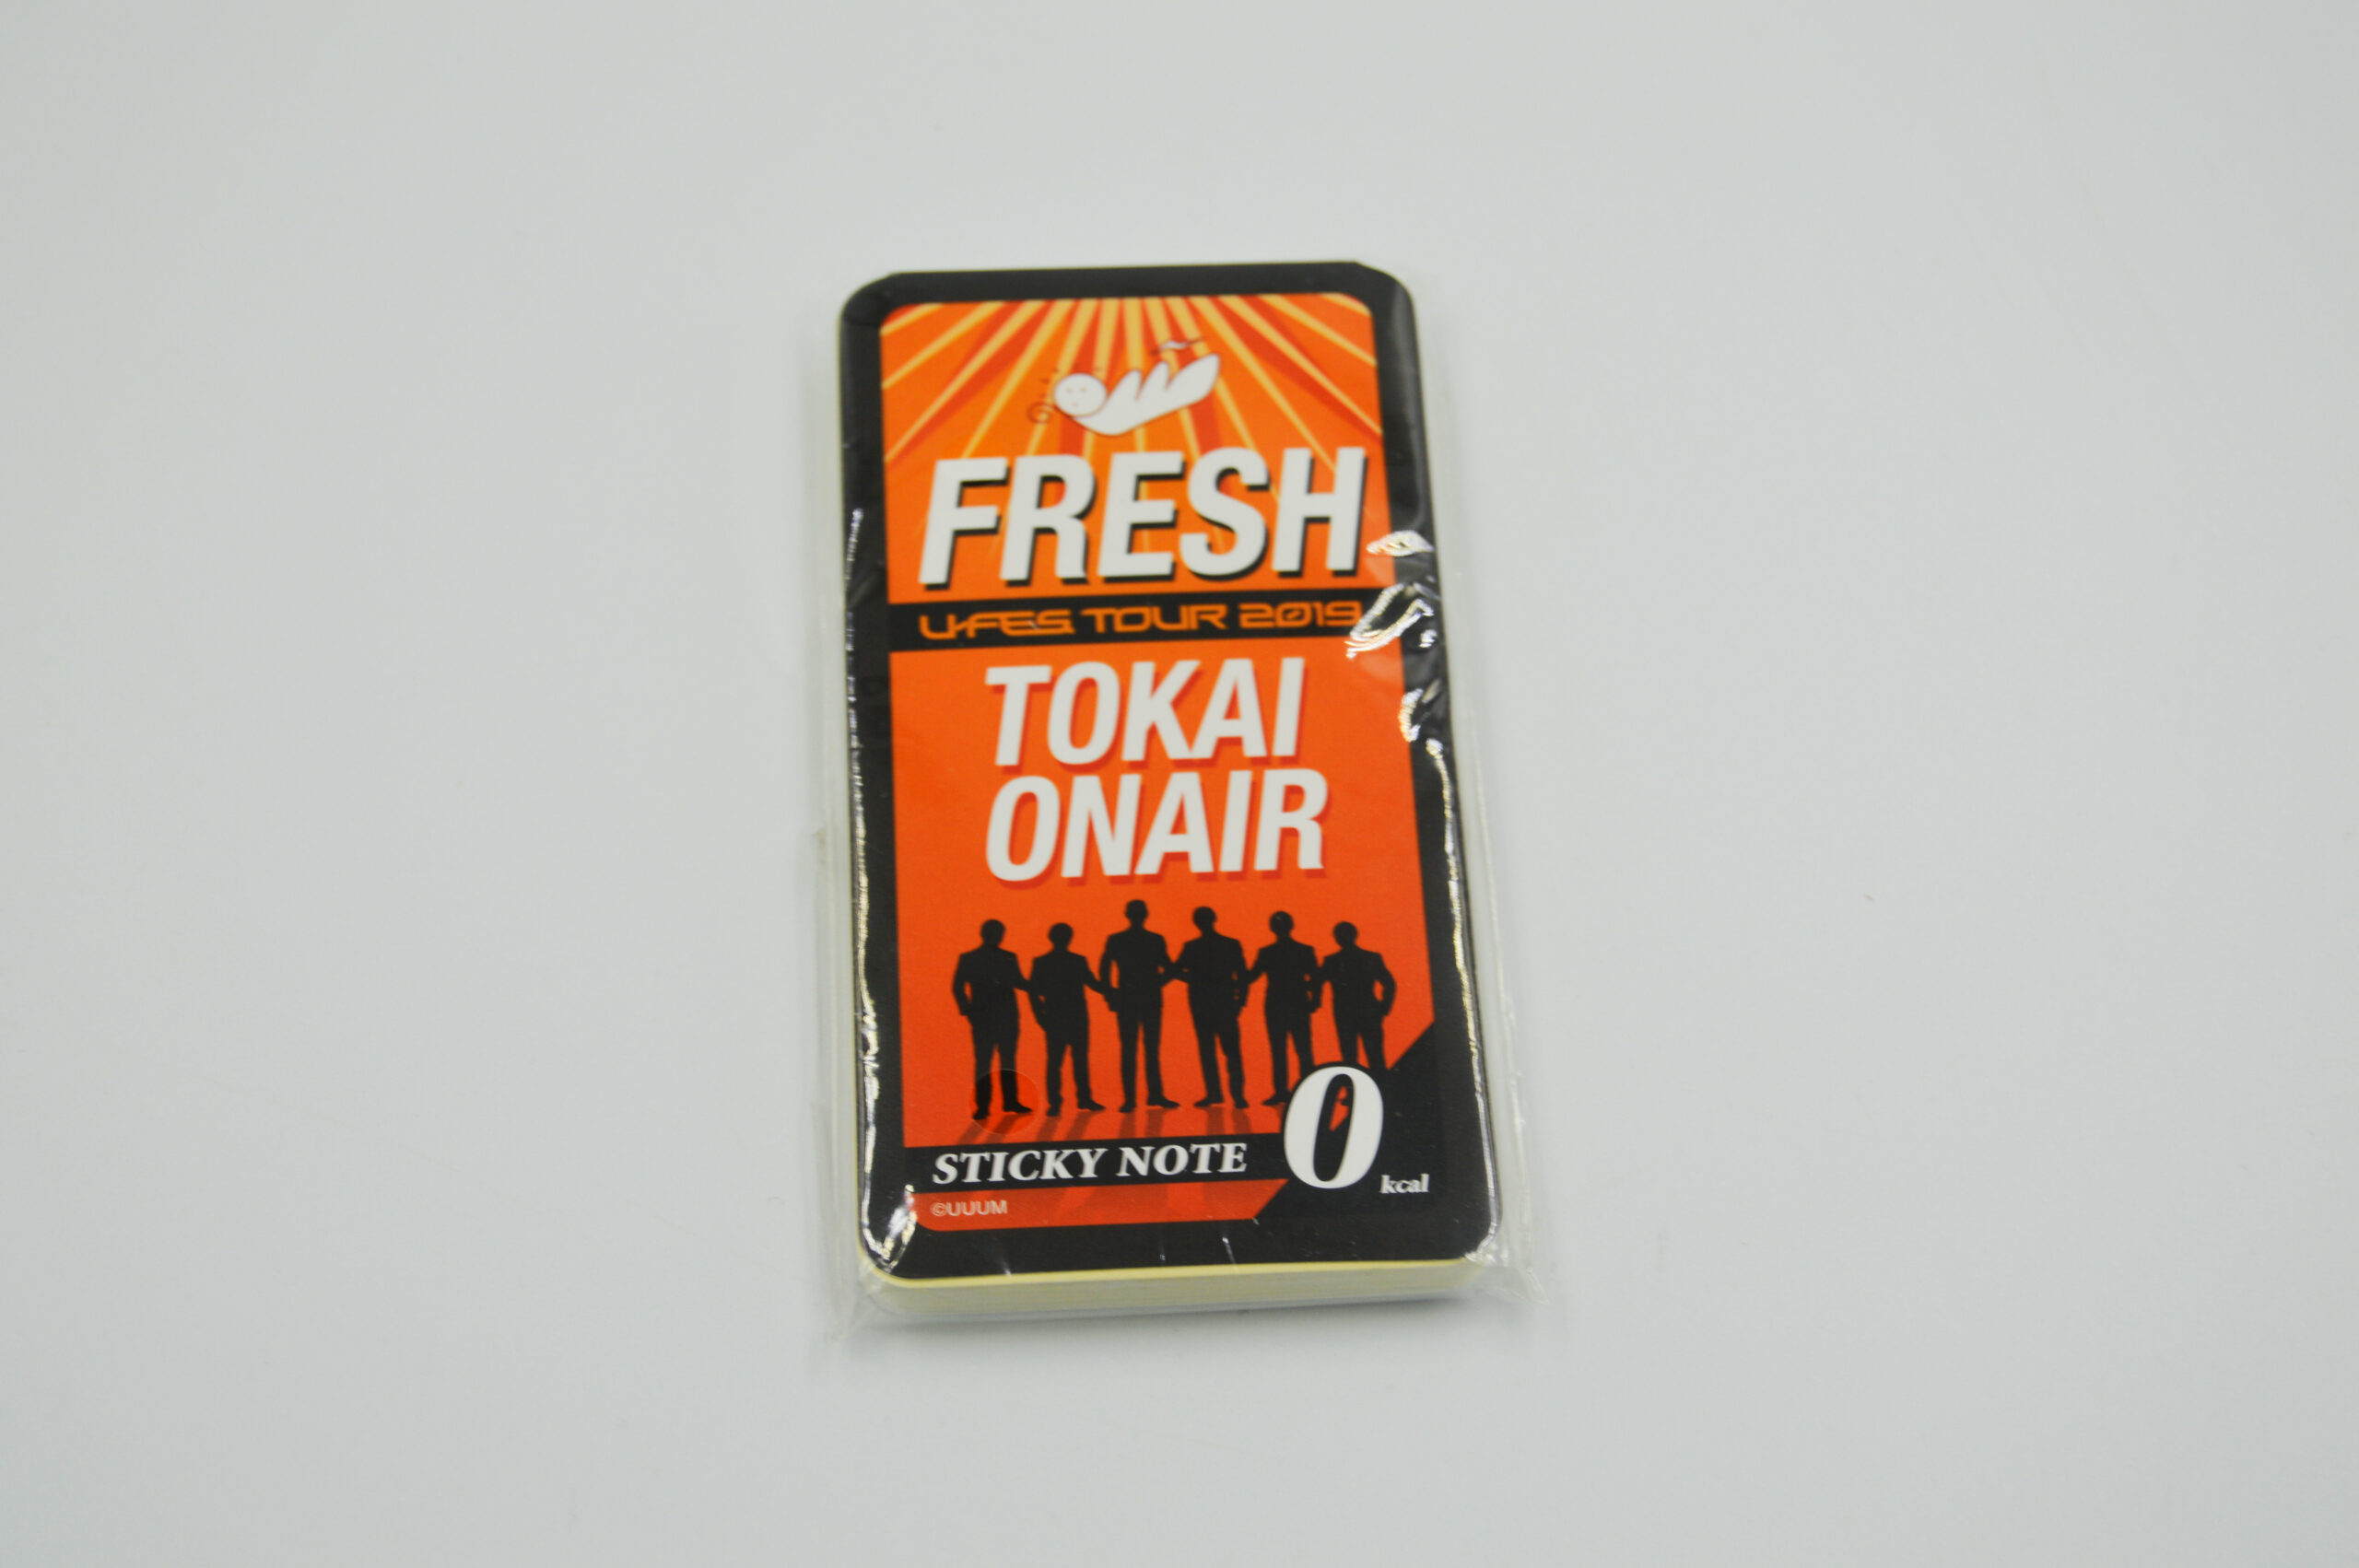 FRESH
U-FES. TOUR 2019
TOKAI
ONAIR
STICKY NOTE
0 kcal
©UUUM